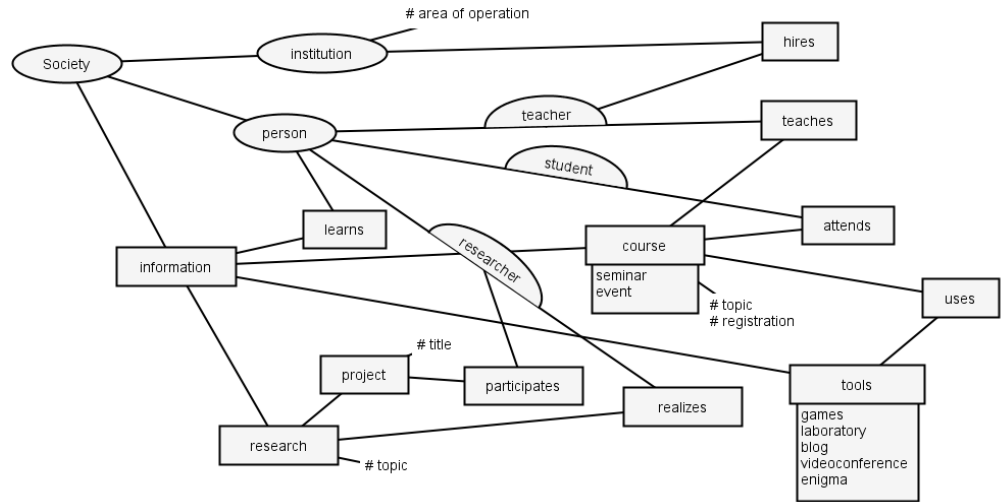 # area of operation
hires
institution
Society
teacher
teaches
person
student
learns
attends
researcher
course
information
seminar
event
uses
# topic
# registration
# title
project
participates
tools
realizes
games
laboratory
blog
videoconference
enigma
research
# topic